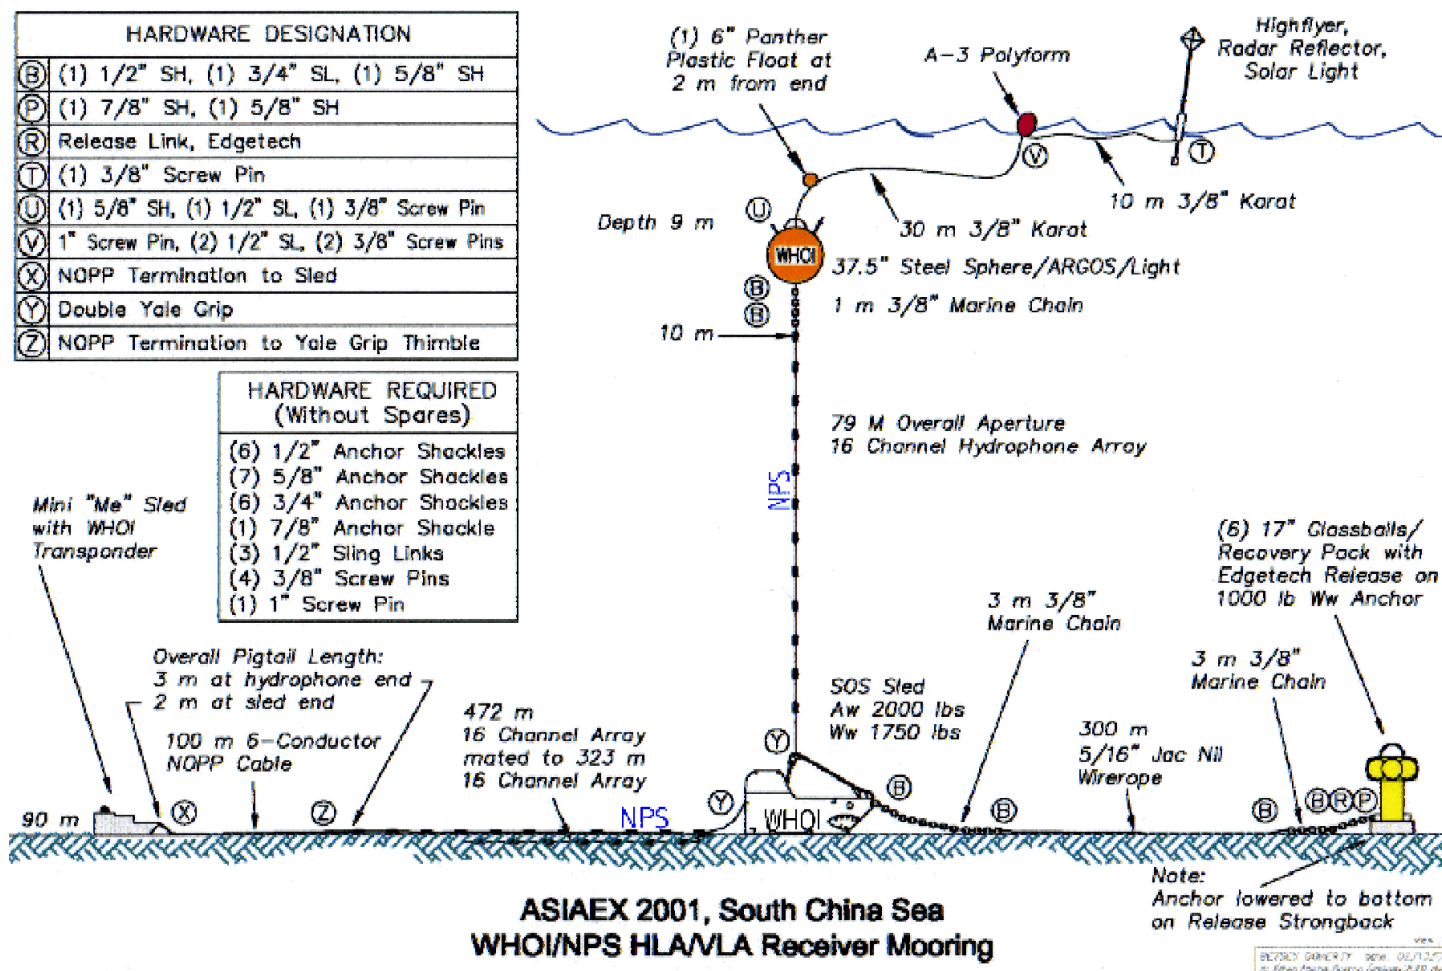 HARDWARE DESIGNATION
B (1) 1/2" SH, (1) 3/4" SL, (1) 5/8" SH
P (1) 7/8" SH, (1) 5/8" SH
R Release Link, Edgetech
T (1) 3/8" Screw Pin
U (1) 5/8" SH, (1) 1/2" SL, (1) 3/8" Screw Pin
V 1" Screw Pin, (2) 1/2" SL, (2) 3/8" Screw Pins
X NOPP Termination to Sled
Y Double Yale Grip
Z NOPP Termination to Yale Grip Thimble
HARDWARE REQUIRED
(Without Spares)
(6) 1/2" Anchor Shackles
(7) 5/8" Anchor Shackles
(6) 3/4" Anchor Shackles
(1) 7/8" Anchor Shackle
(3) 1/2" Sling Links
(4) 3/8" Screw Pins
(1) 1" Screw Pin
(1) 6" Panther
Plastic Float at
2 m from end
A-3 Polyform
Highflyer,
Radar Reflector,
Solar Light
V
T
10 m 3/8" Karat
30 m 3/8" Karat
U
Depth 9 m
WHOI
37.5" Steel Sphere/ARGOS/Light
B
B
1 m 3/8" Marine Chain
10 m
79 M Overall Aperture
16 Channel Hydrophone Array
NPS
Mini "Me" Sled
with WHOI
Transponder
(6) 17" Glassballs/
Recovery Pack with
Edgetech Release on
1000 lb Ww Anchor
3 m 3/8"
Marine Chain
3 m 3/8"
Marine Chain
Overall Pigtail Length:
3 m at hydrophone end
2 m at sled end
SOS Sled
Aw 2000 lbs
Ww 1750 lbs
472 m
16 Channel Array
mated to 323 m
16 Channel Array
100 m 6-Conductor
NOPP Cable
300 m
5/16" Jac Nil
Wirerope
Y
90 m
X
Z
NPS
Y
WHOI
B
B
B
B R P
Note:
Anchor lowered to bottom
on Release Strongback
ASIAEX 2001, South China Sea
WHOI/NPS HLA/VLA Receiver Mooring